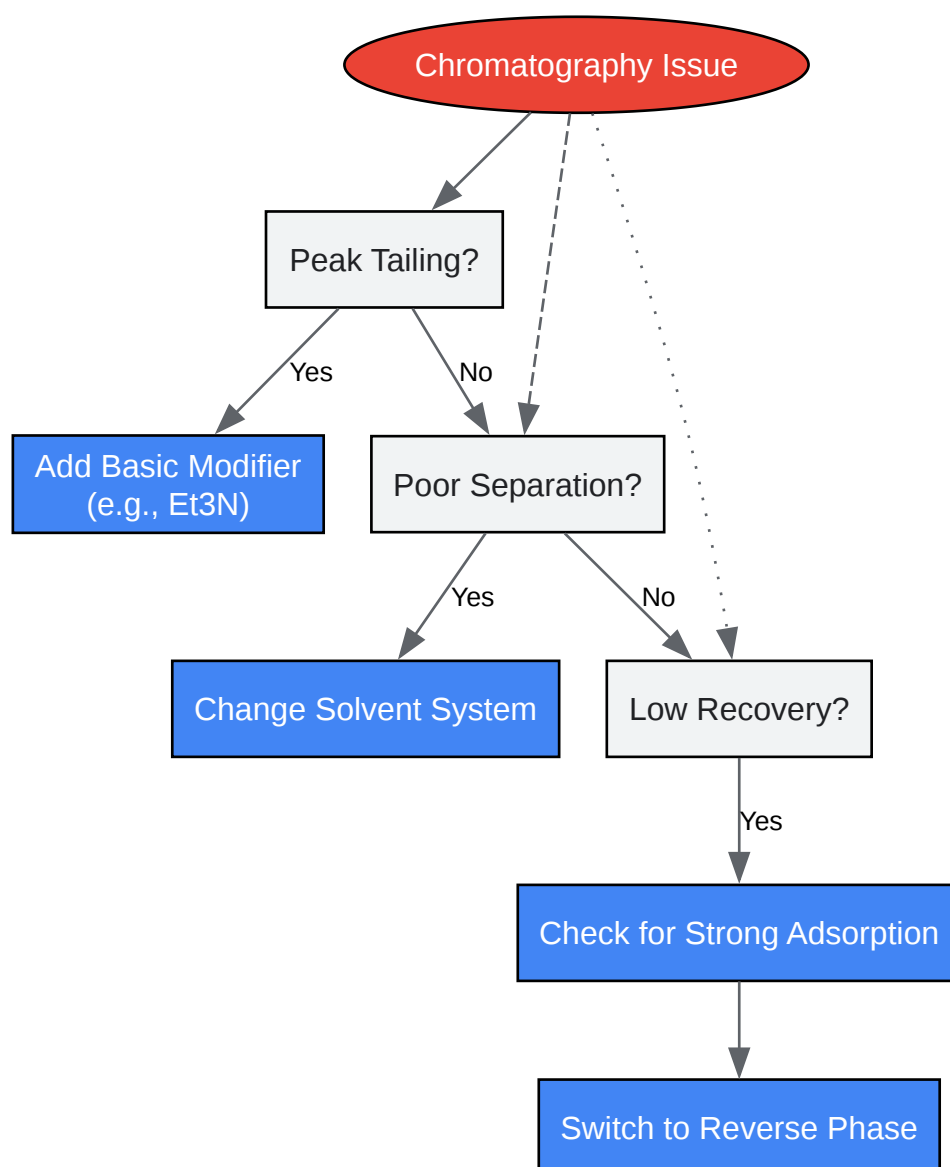 Chromatography Issue
Peak Tailing?
Yes
No
Add Basic Modifier
(e.g., Et3N)
Poor Separation?
Yes
No
Change Solvent System
Low Recovery?
Yes
Check for Strong Adsorption
Switch to Reverse Phase